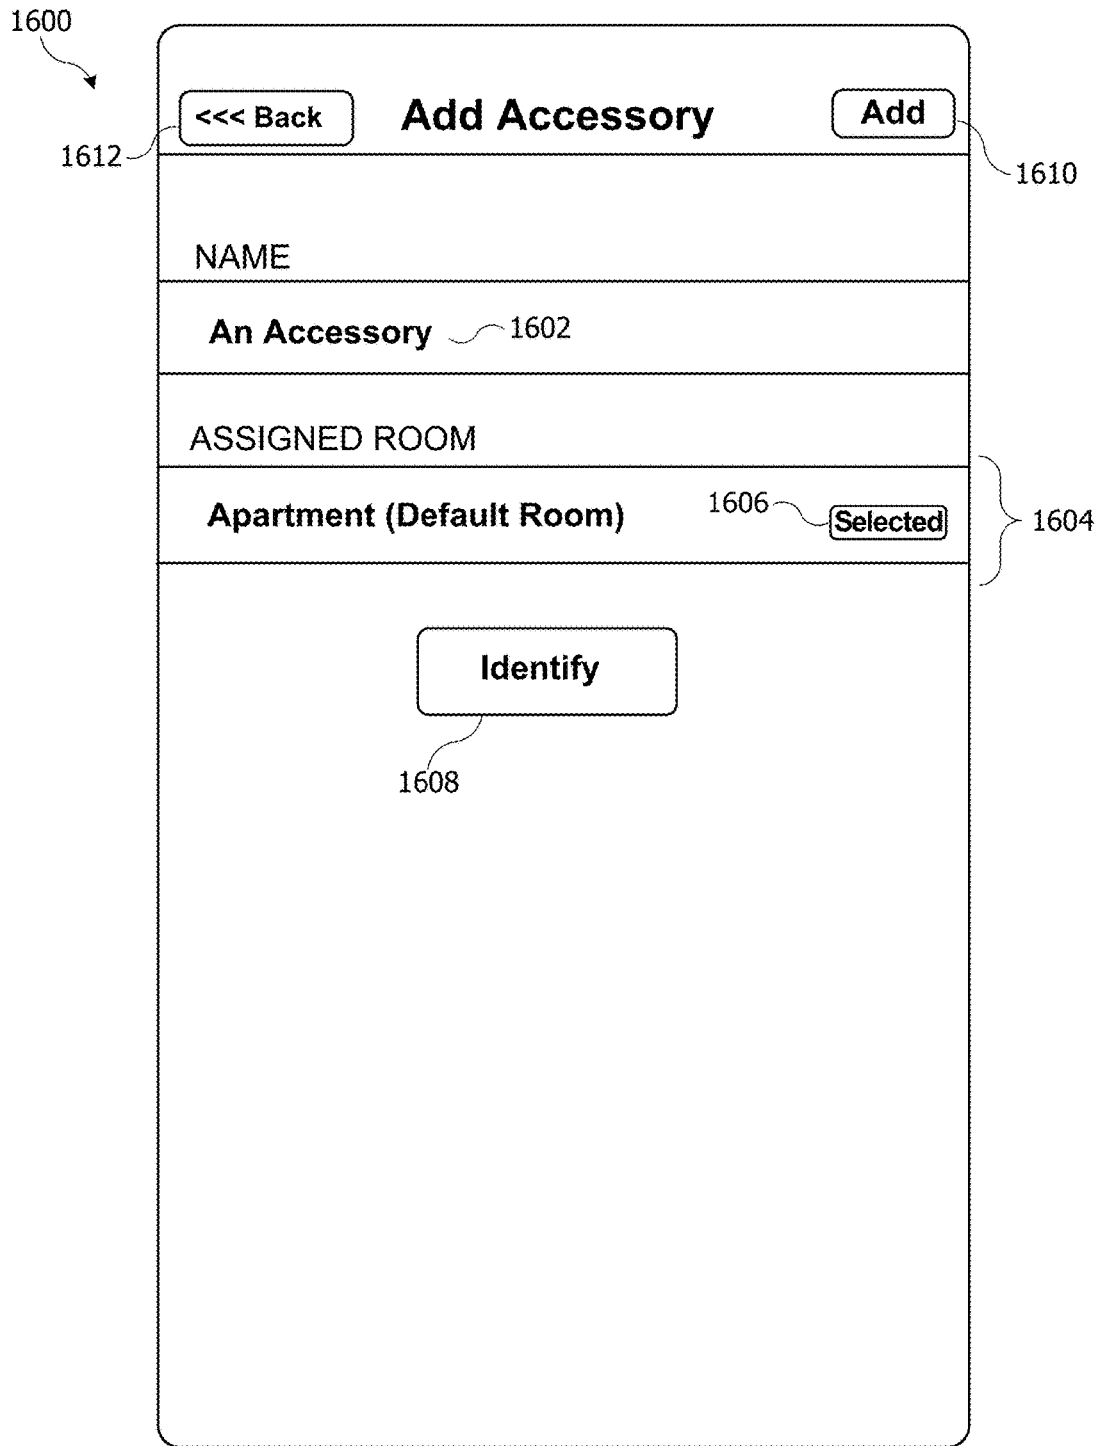 1600
<<< Back Add Accessory Add
1612
1610
NAME
An Accessory 1602
ASSIGNED ROOM
Apartment (Default Room) 1606 Selected 1604
Identify
1608